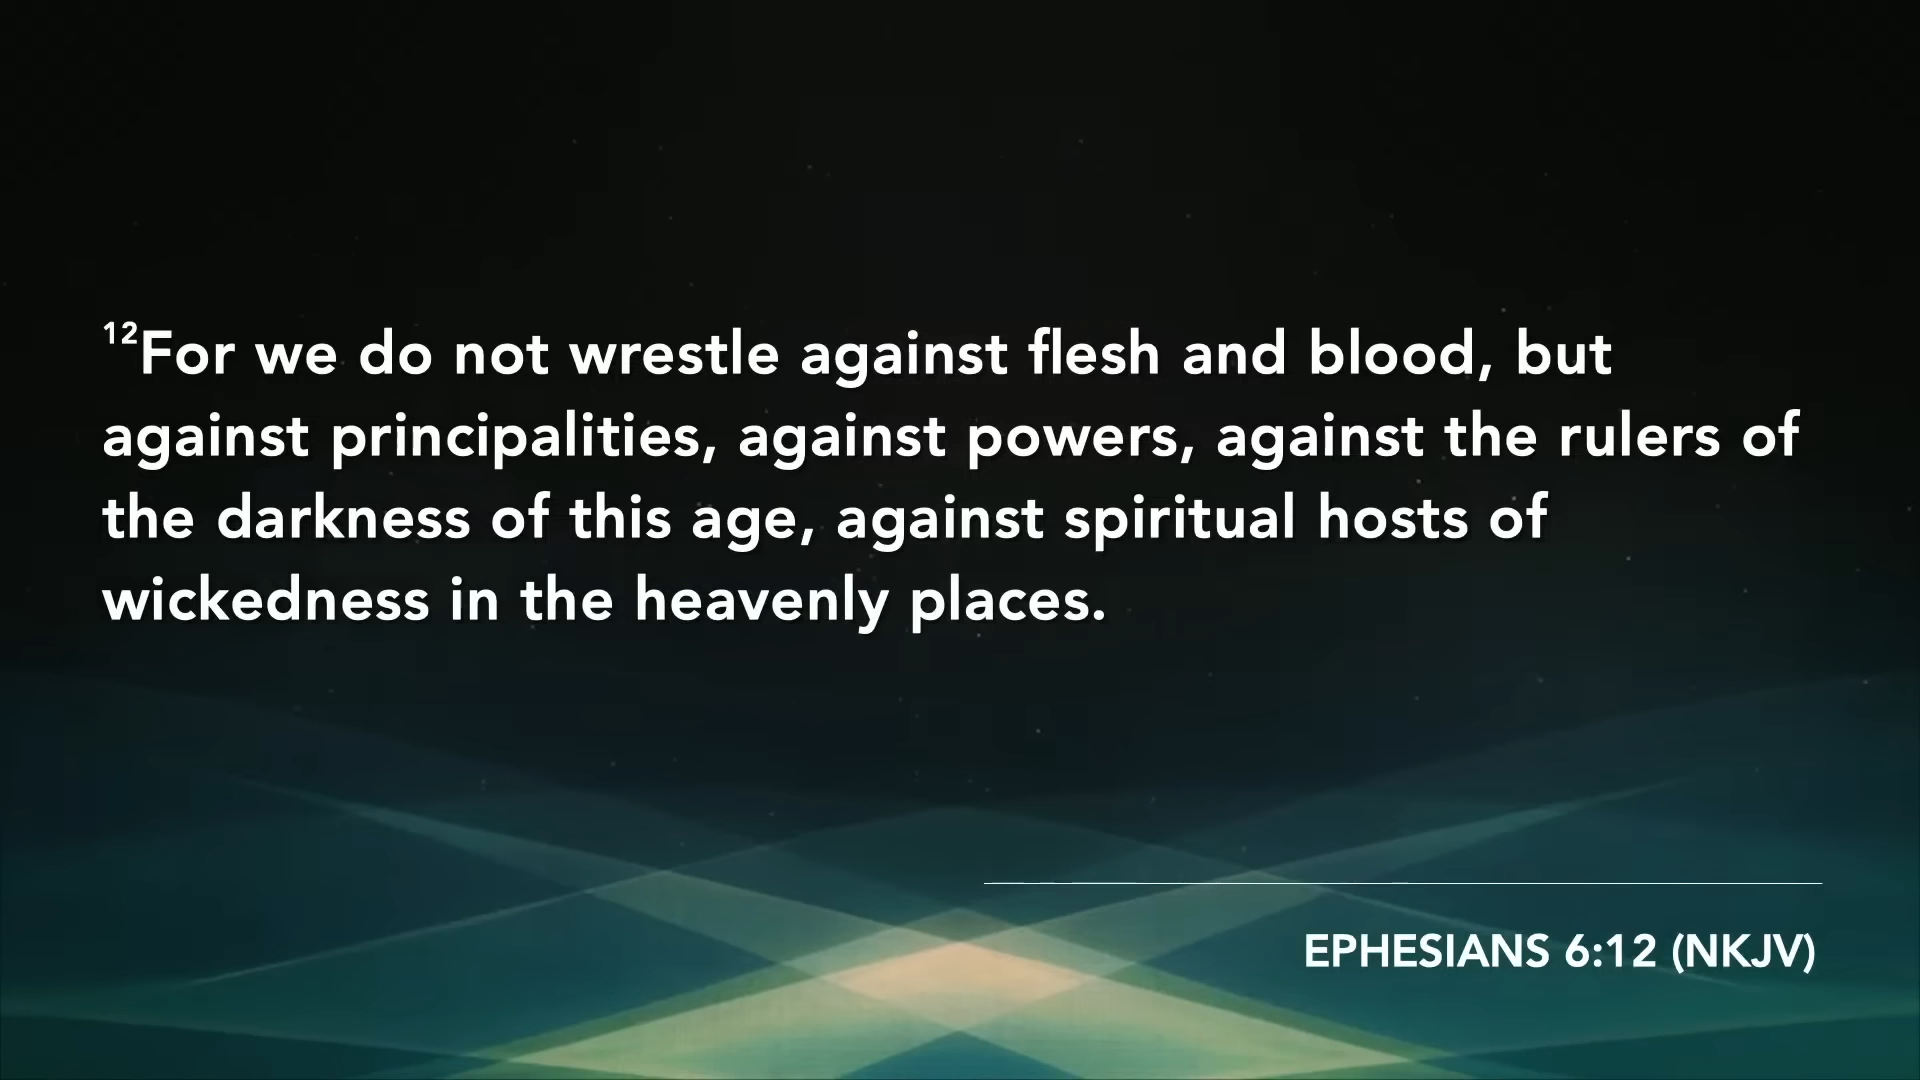 12For we do not wrestle against flesh and blood, but
against principalities, against powers, against the rulers of
the darkness of this age, against spiritual hosts of
wickedness in the heavenly places.
EPHESIANS 6:12 (NKJV)